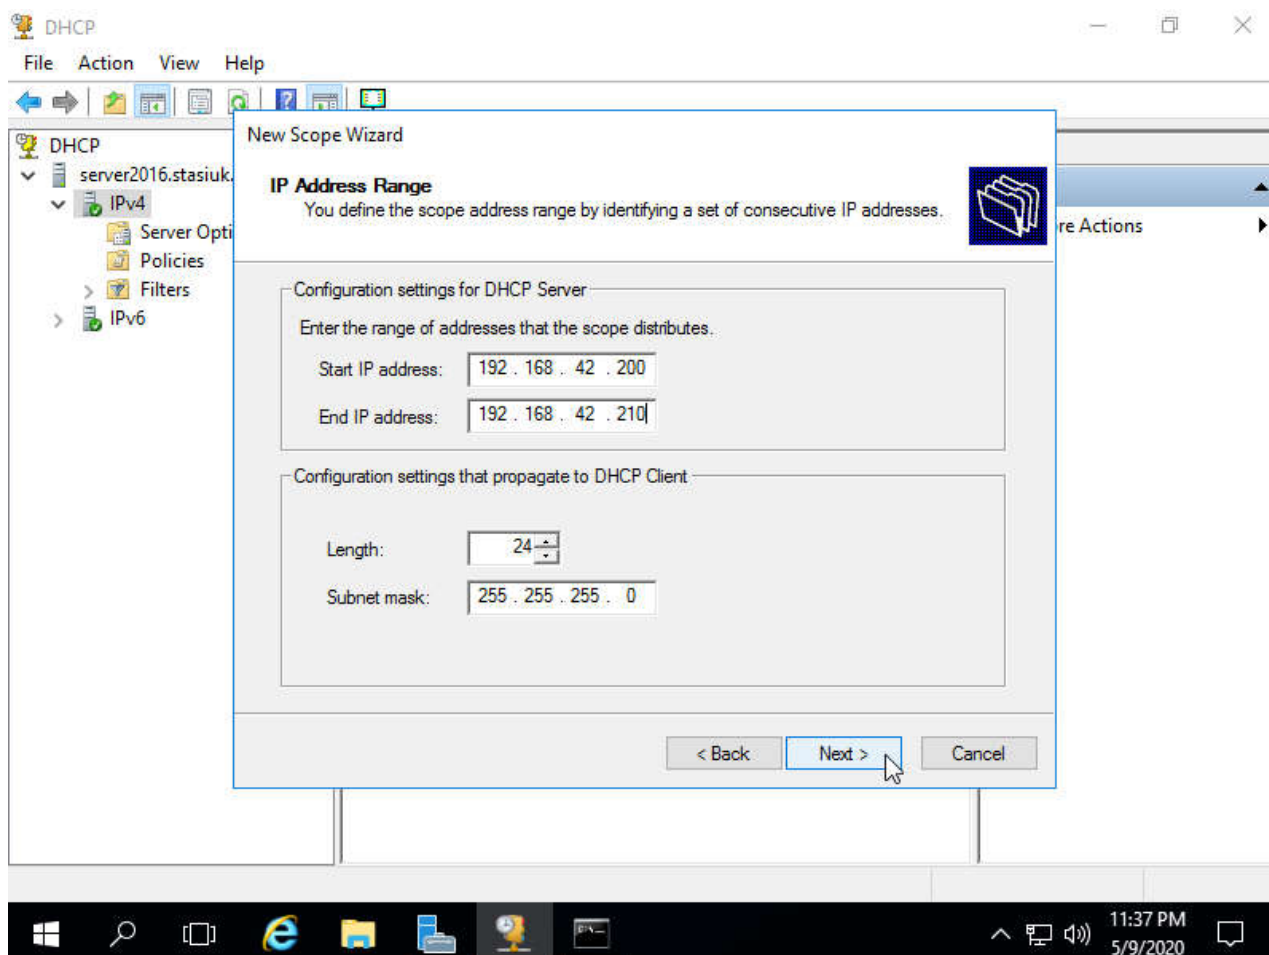 DHCP
File Action View Help
DHCP
server2016.stasiuk.
IPv4
Server Opti
Policies
Filters
IPv6
New Scope Wizard
IP Address Range
You define the scope address range by identifying a set of consecutive IP addresses.
Configuration settings for DHCP Server
Enter the range of addresses that the scope distributes.
Start IP address: 192 . 168 . 42 . 200
End IP address: 192 . 168 . 42 . 210
Configuration settings that propagate to DHCP Client
Length: 24
Subnet mask: 255 . 255 . 255 . 0
< Back Next > Cancel
re Actions
11:37 PM
5/9/2020